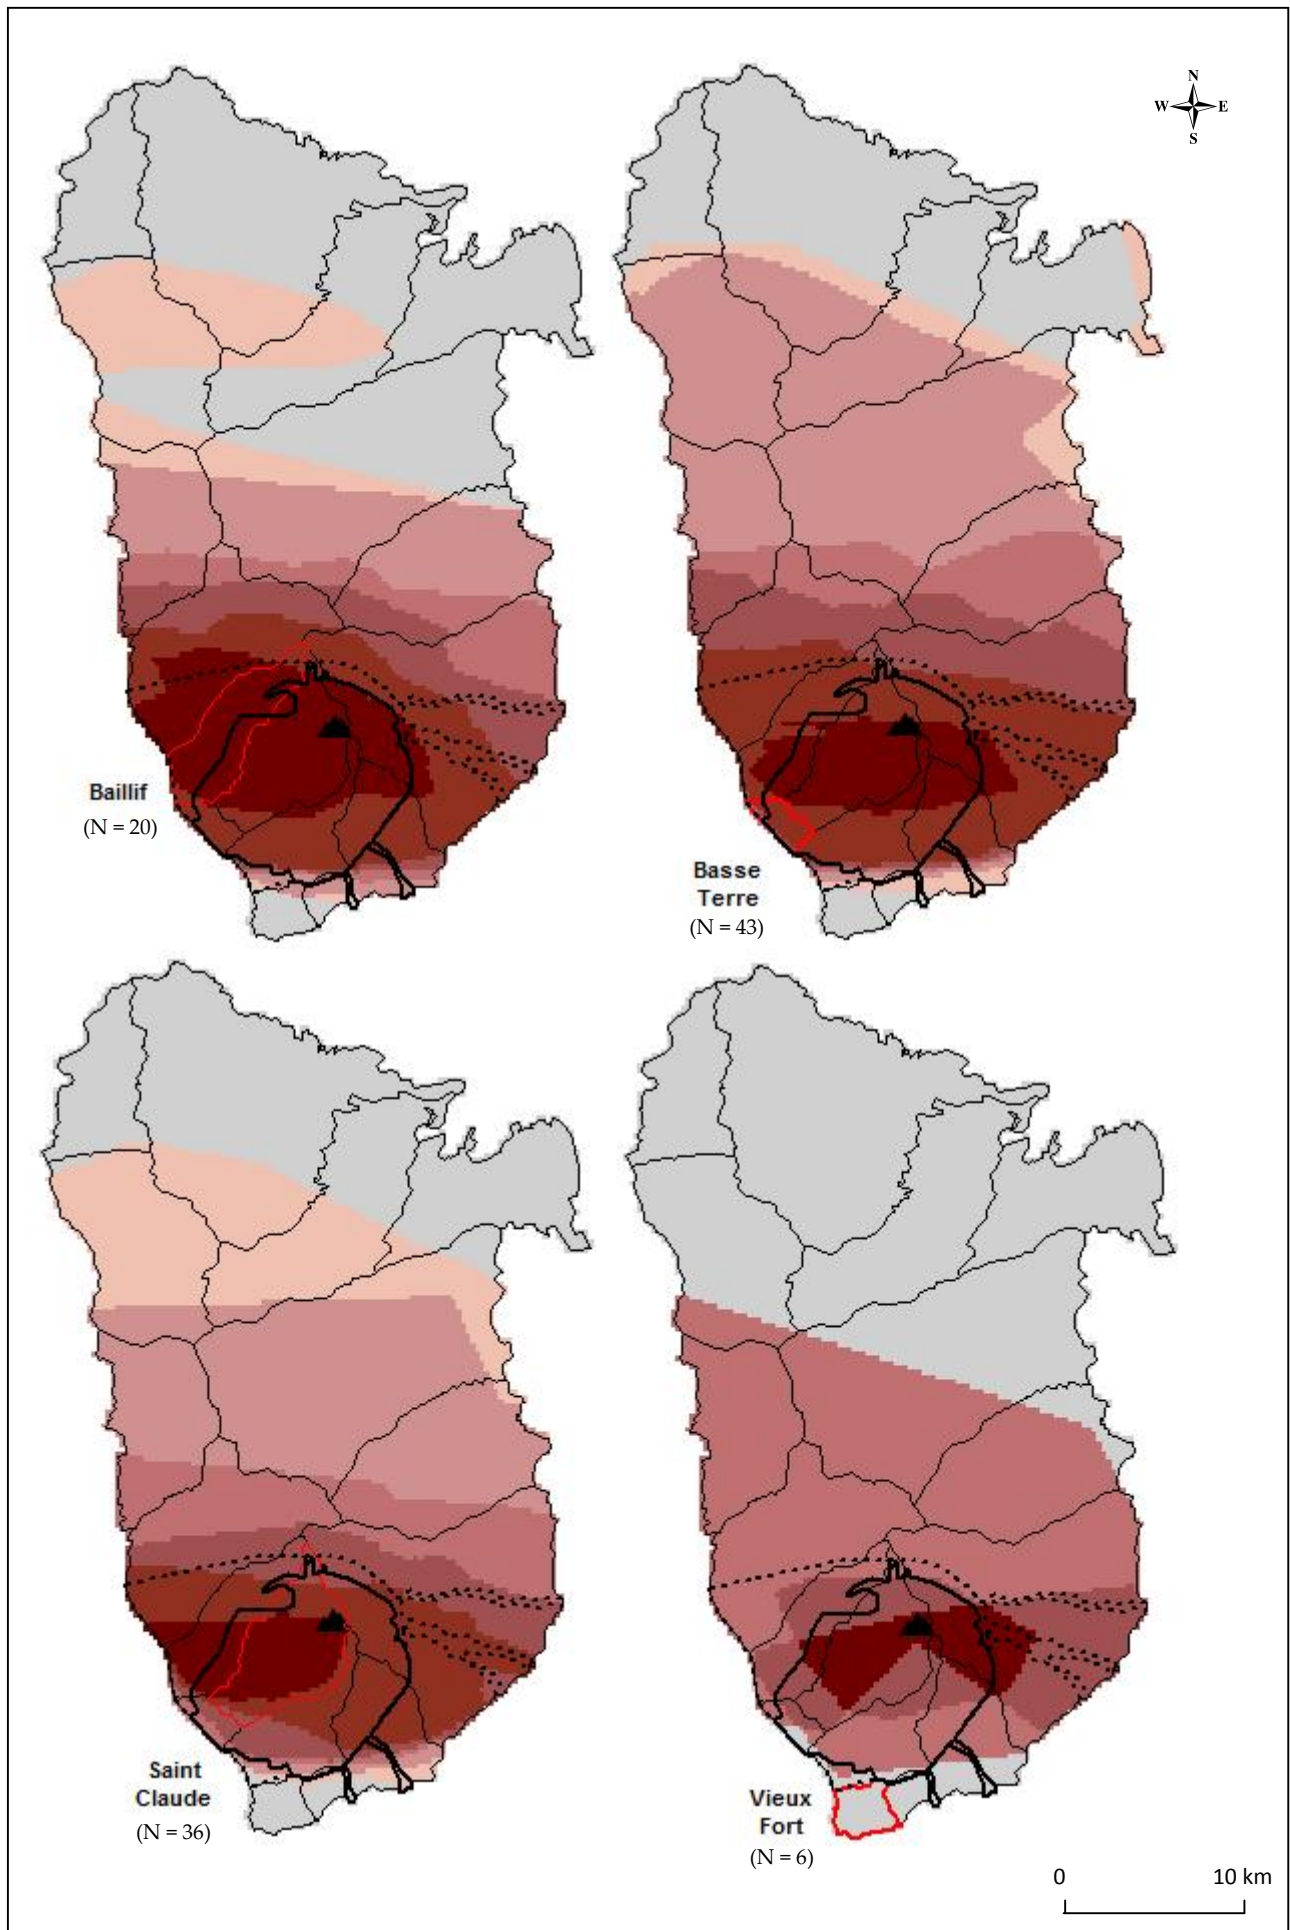 N
W E
S
Baillif
(N = 20)
Basse
Terre
(N = 43)
Saint
Claude
(N = 36)
Vieux
Fort
(N = 6)
0 10 km